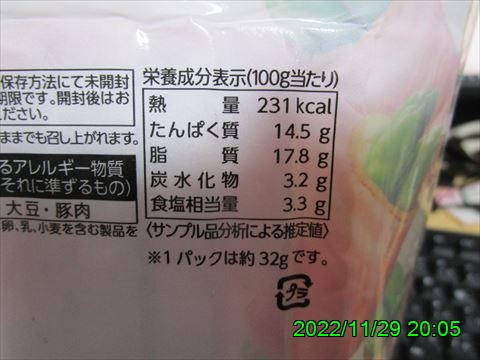 保存方法にて未開封
期限です。開封後はお
ください。
ままでも召し上がれます。
るアレルギー物質
それに準ずるもの)
大豆・豚肉
卵、乳、小麦を含む製品を
栄養成分表示(100g当たり)
熱量 231 kcal
たんぱく質 14.5 g
脂質 17.8 g
炭水化物 3.2 g
食塩相当量 3.3 g
〈サンプル品分析による推定値〉
※1パックは約32gです。
プラ
2022/11/29 20:05